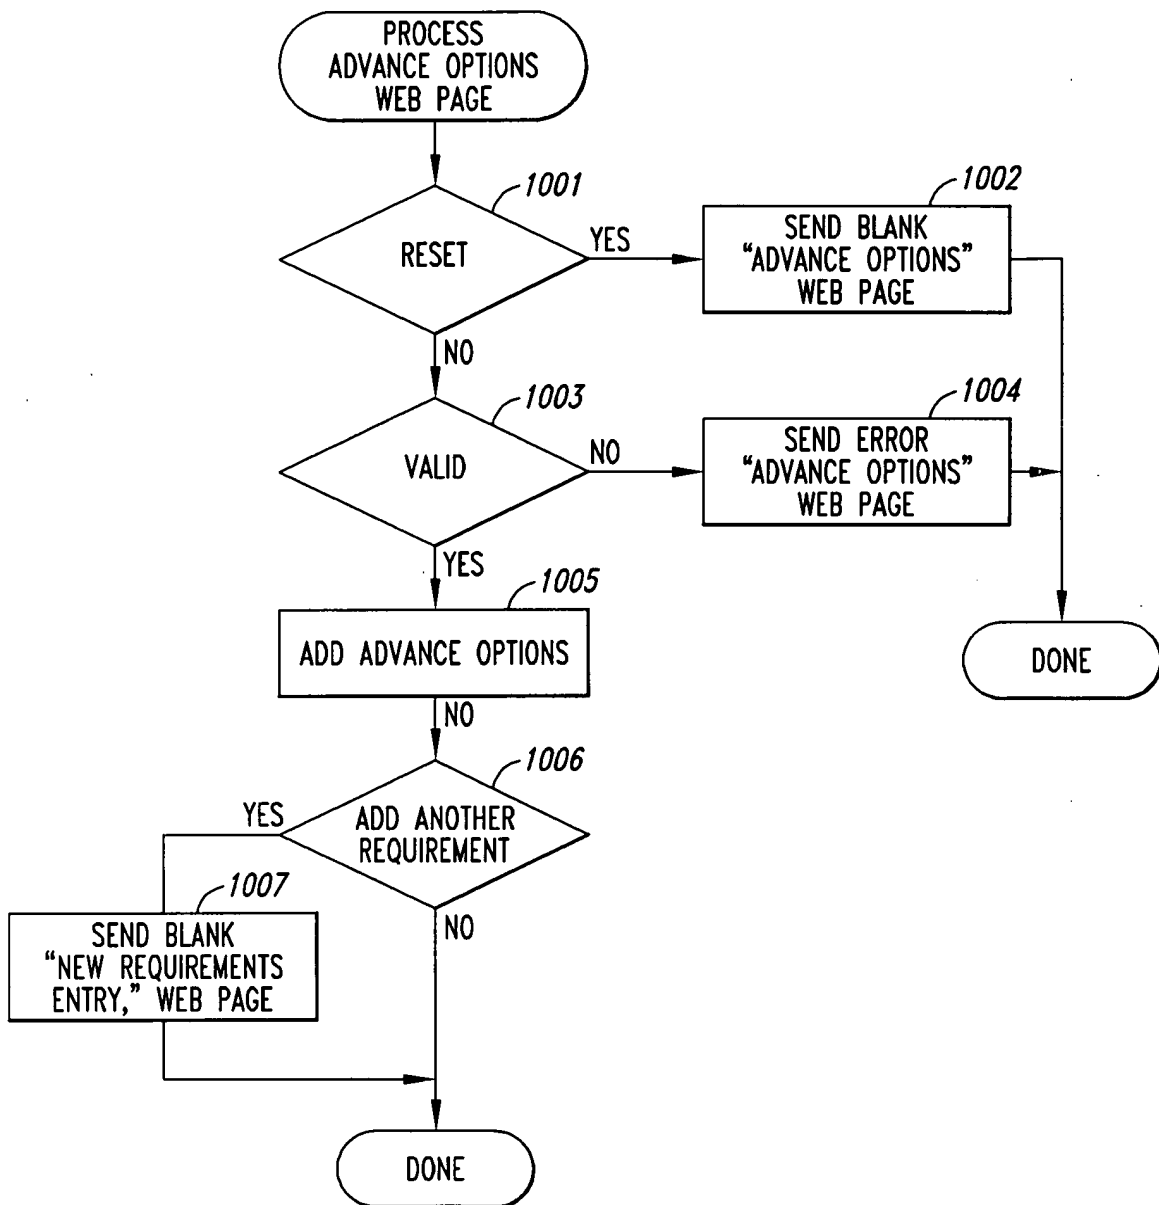 PROCESS
ADVANCE OPTIONS
WEB PAGE
1001
RESET
YES
1002
SEND BLANK
“ADVANCE OPTIONS”
WEB PAGE
NO
1003
VALID
NO
1004
SEND ERROR
“ADVANCE OPTIONS”
WEB PAGE
YES
1005
ADD ADVANCE OPTIONS
DONE
NO
1006
ADD ANOTHER
REQUIREMENT
YES
1007
SEND BLANK
“NEW REQUIREMENTS
ENTRY,” WEB PAGE
NO
DONE